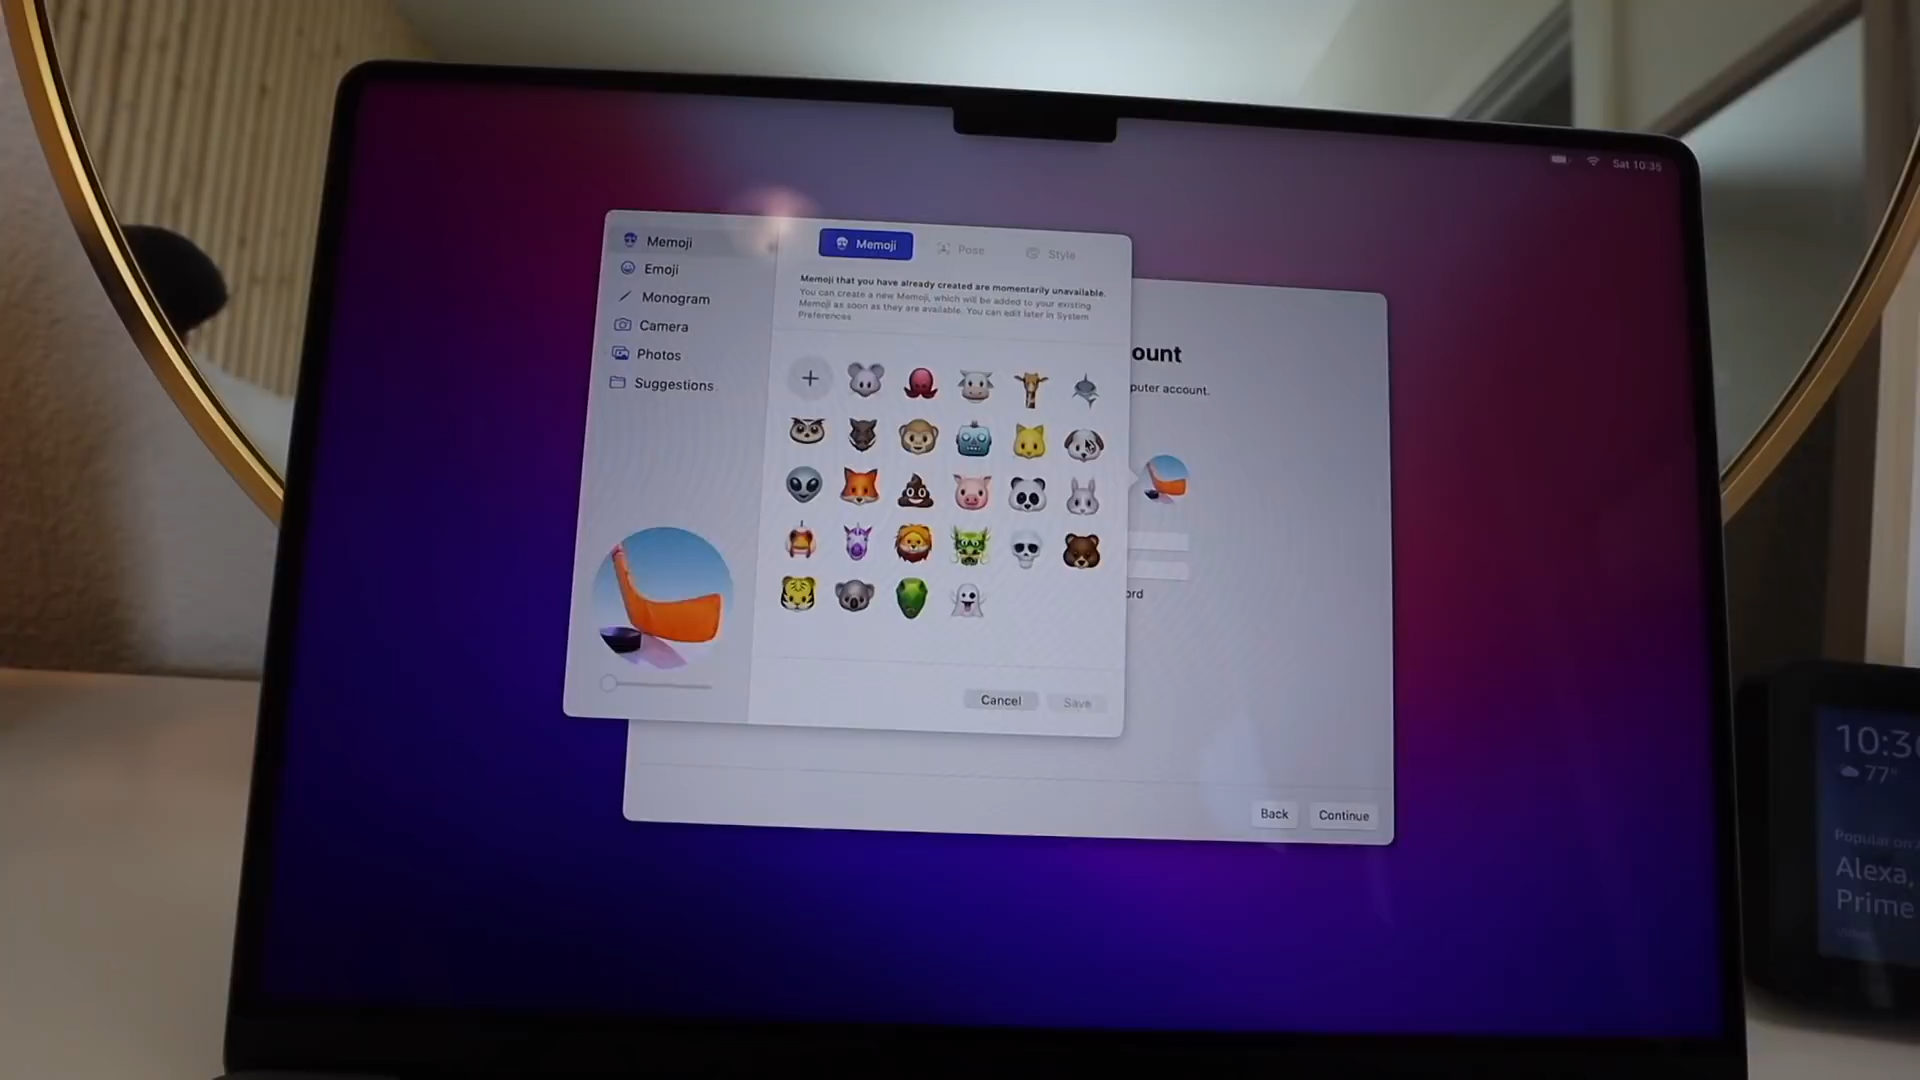 Sat 10:35
Memoji
Emoji
Monogram
Camera
Photos
Suggestions
Memoji
Pose
Style
Memoji that you have already created are momentarily unavailable.
You can create a new Memoji, which will be added to your existing
Memoji as soon as they are available. You can edit later in System
Preferences
Cancel
Save
ount
puter account.
ord
Back
Continue
10:3
77°
Popular on
Alexa,
Prime